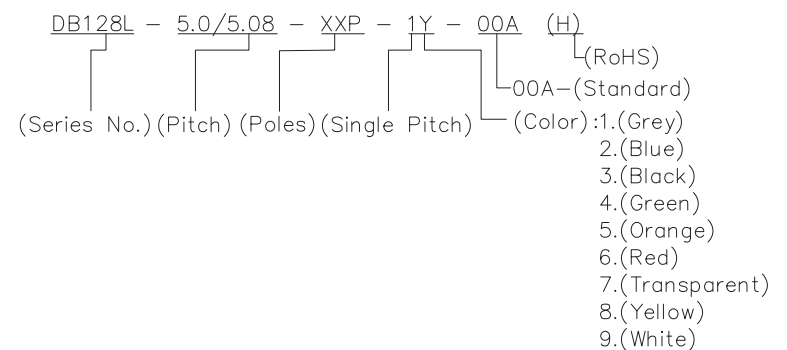 DB128L - 5.0/5.08 - XXP - 1Y - 00A (H)
(RoHS)
00A-(Standard)
(Series No.) (Pitch) (Poles) (Single Pitch) (Color):1.(Grey)
2.(Blue)
3.(Black)
4.(Green)
5.(Orange)
6.(Red)
7.(Transparent)
8.(Yellow)
9.(White)